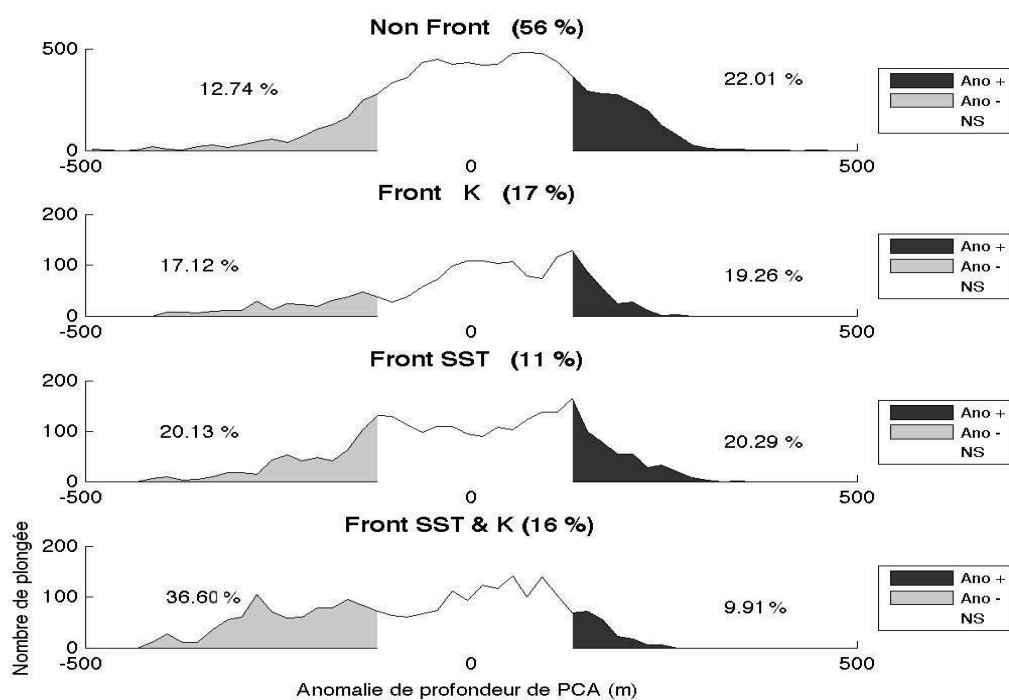 Non Front (56 %)
500
12.74 %
22.01 %
Ano +
Ano -
NS
0
-500
0
500
Front K (17 %)
200
100
17.12 %
19.26 %
Ano +
Ano -
NS
0
-500
0
500
Front SST (11 %)
200
100
20.13 %
20.29 %
Ano +
Ano -
NS
0
-500
0
500
Front SST & K (16 %)
200
100
36.60 %
9.91 %
Ano +
Ano -
NS
0
-500
0
500
Nombre de plongée
Anomalie de profondeur de PCA (m)